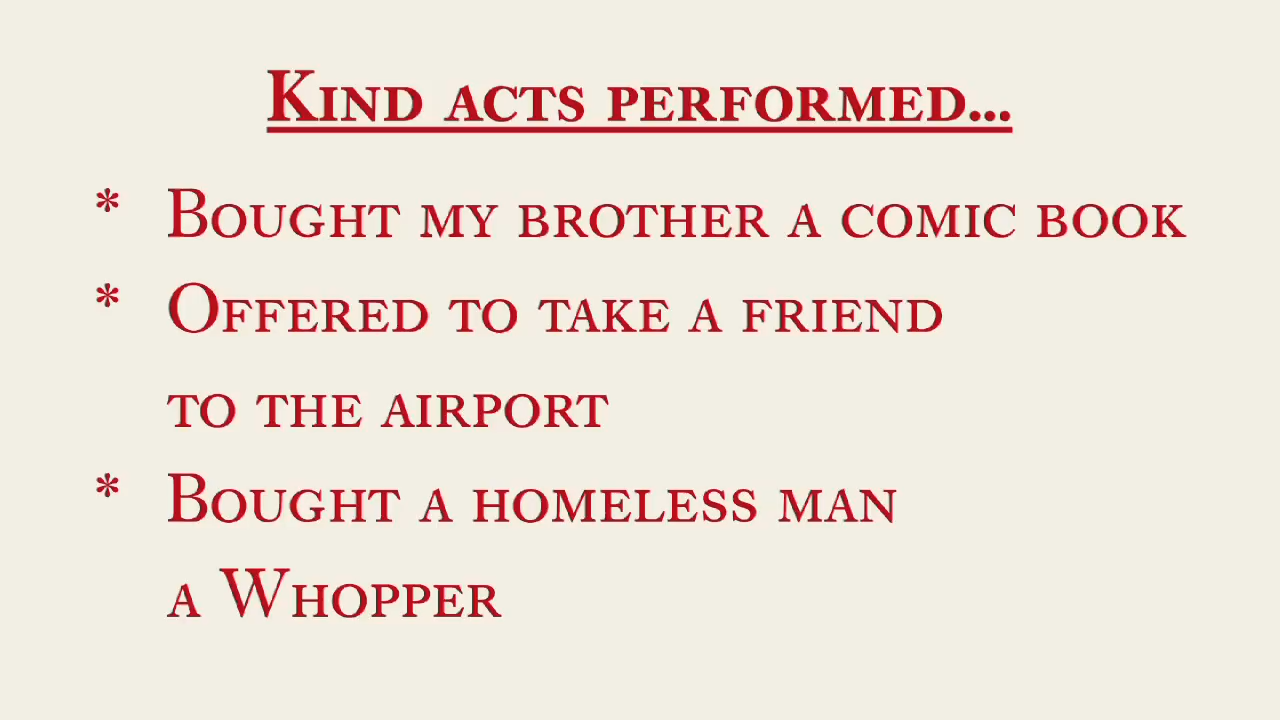 Kind acts performed...
* Bought my brother a comic book
* Offered to take a friend
to the airport
* Bought a homeless man
a Whopper